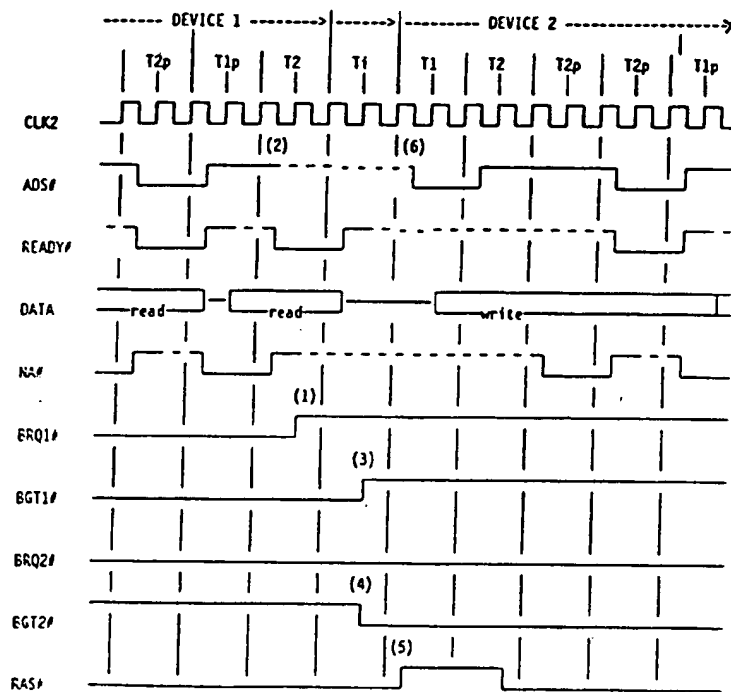 DEVICE 1 DEVICE 2
T2p T1p T2 Tf T1 T2 T2p T2p T1p
CLK2
(2) (6)
ADS#
READY#
DATA read read write
NA#
(1)
BRQ1#
(3)
BGT1#
BRQ2#
(4)
BGT2#
(5)
RAS#